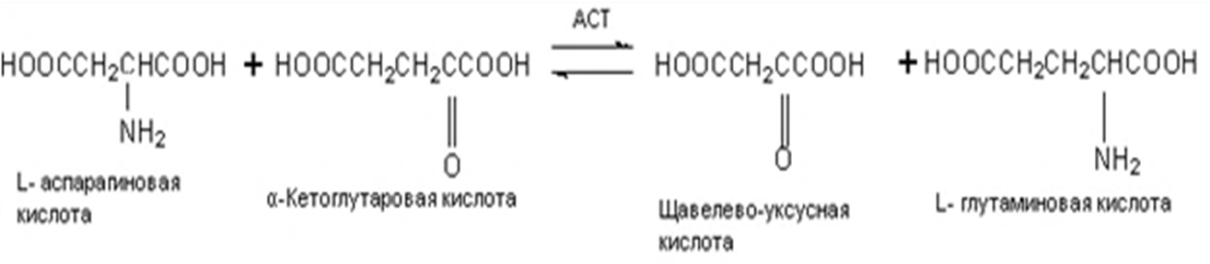 АСТ
HOOCCH₂CHCOOH + HOOCCH₂CH₂CCOOH HOOCCH₂CCOOH + HOOCCH₂CH₂CHCOOH
NH₂ O O NH₂
L- аспарагиновая
кислота
α-Кетоглутаровая кислота
Щавелево-уксусная
кислота
L- глутаминовая кислота